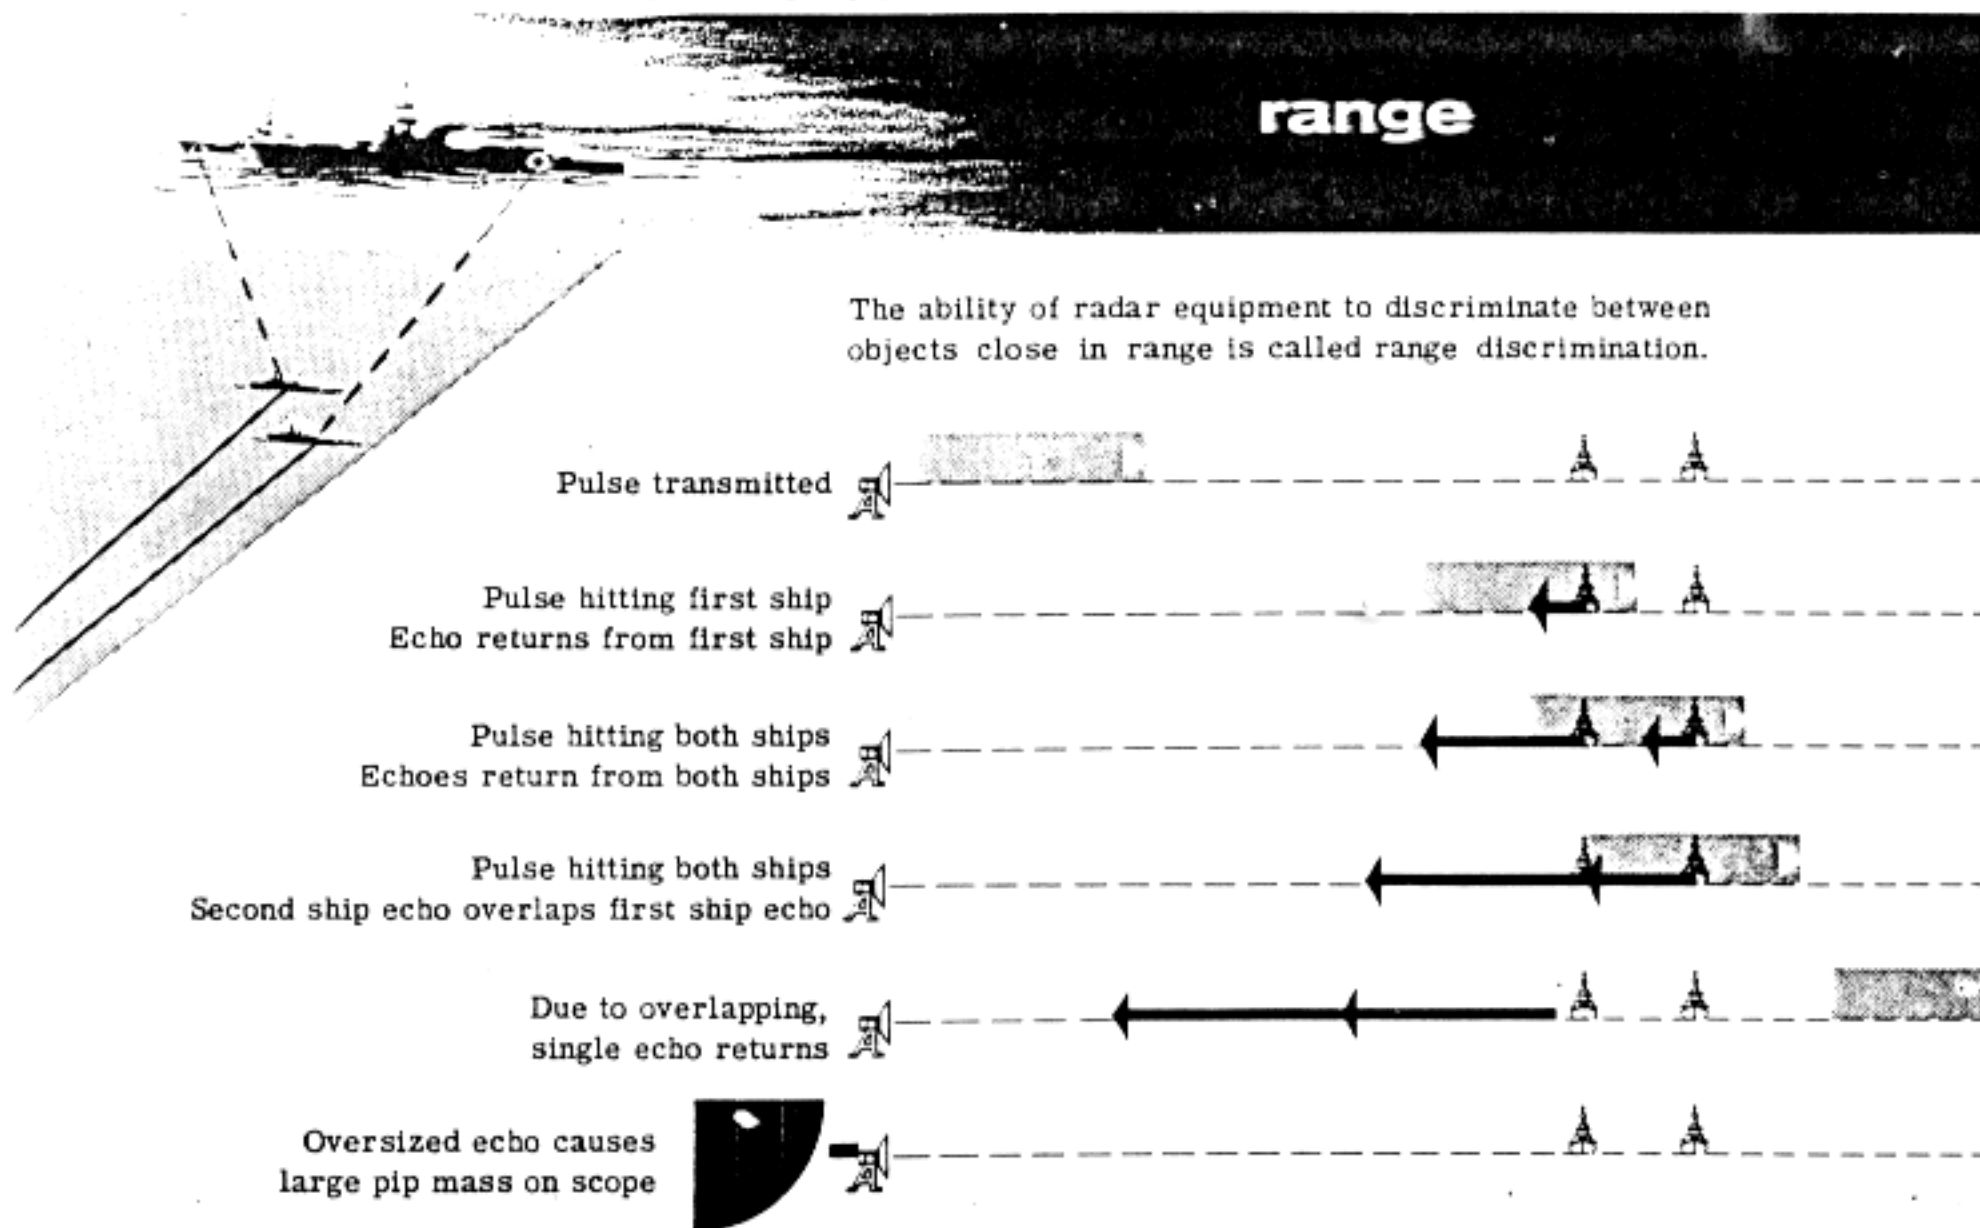 range
The ability of radar equipment to discriminate between
objects close in range is called range discrimination.
Pulse transmitted
Pulse hitting first ship
Echo returns from first ship
Pulse hitting both ships
Echoes return from both ships
Pulse hitting both ships
Second ship echo overlaps first ship echo
Due to overlapping,
single echo returns
Oversized echo causes
large pip mass on scope